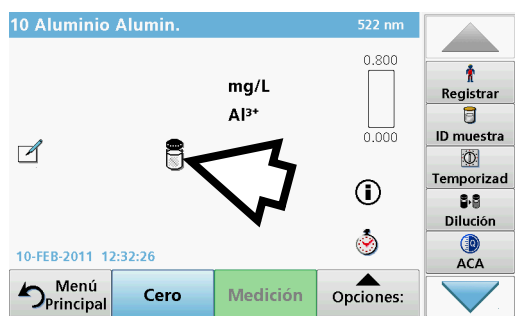 10 Aluminio Alumin.
522 nm
0.800
mg/L
Al³⁺
0.000
10-FEB-2011 12:32:26
Menú
Principal
Cero
Medición
Opciones:
Registrar
ID muestra
Temporizad
Dilución
ACA